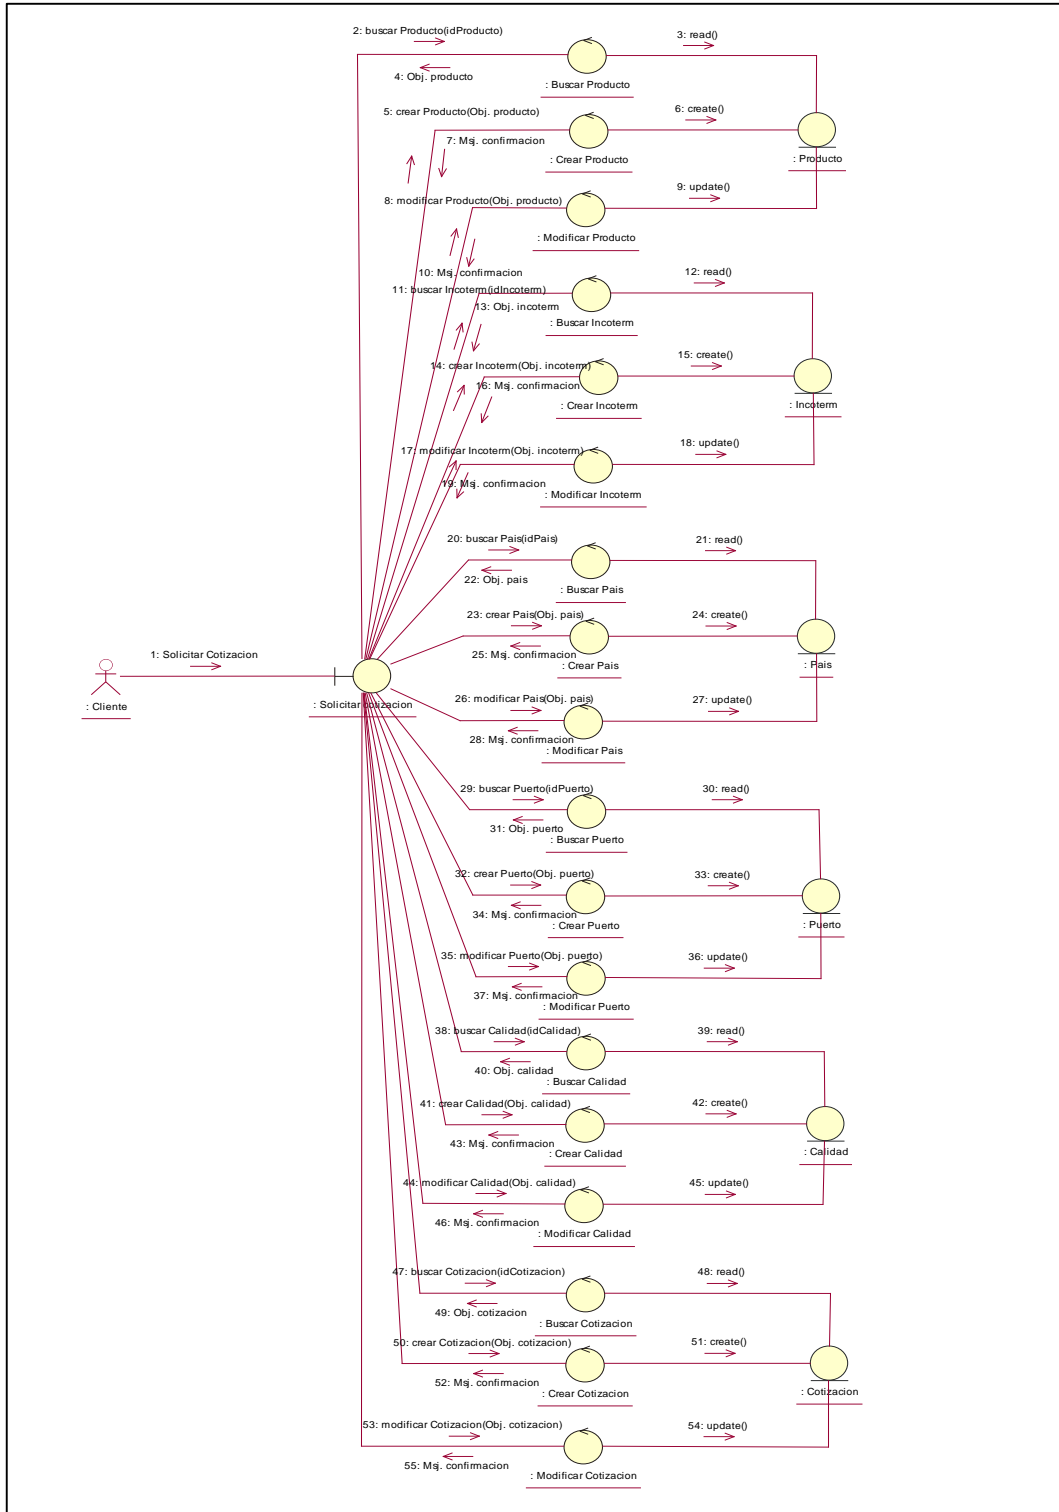 2: buscar Producto(idProducto)
3: read()
4: Obj. producto
: Buscar Producto
5: crear Producto(Obj. producto)
6: create()
7: Msj. confirmacion
: Crear Producto
: Producto
8: modificar Producto(Obj. producto)
9: update()
: Modificar Producto
10: Msj. confirmacion
11: buscar Incoterm(idIncoterm)
12: read()
13: Obj. incoterm
: Buscar Incoterm
14: crear Incoterm(Obj. incoterm)
15: create()
16: Msj. confirmacion
: Crear Incoterm
: Incoterm
17: modificar Incoterm(Obj. incoterm)
18: update()
19: Msj. confirmacion
: Modificar Incoterm
20: buscar Pais(idPais)
21: read()
22: Obj. pais
: Buscar Pais
23: crear Pais(Obj. pais)
24: create()
25: Msj. confirmacion
: Crear Pais
: Pais
1: Solicitar Cotizacion
: Cliente
: Solicitar cotizacion
26: modificar Pais(Obj. pais)
27: update()
28: Msj. confirmacion
: Modificar Pais
29: buscar Puerto(idPuerto)
30: read()
31: Obj. puerto
: Buscar Puerto
32: crear Puerto(Obj. puerto)
33: create()
34: Msj. confirmacion
: Crear Puerto
: Puerto
35: modificar Puerto(Obj. puerto)
36: update()
37: Msj. confirmacion
: Modificar Puerto
38: buscar Calidad(idCalidad)
39: read()
40: Obj. calidad
: Buscar Calidad
41: crear Calidad(Obj. calidad)
42: create()
43: Msj. confirmacion
: Crear Calidad
: Calidad
44: modificar Calidad(Obj. calidad)
45: update()
46: Msj. confirmacion
: Modificar Calidad
47: buscar Cotizacion(idCotizacion)
48: read()
49: Obj. cotizacion
: Buscar Cotizacion
50: crear Cotizacion(Obj. cotizacion)
51: create()
52: Msj. confirmacion
: Crear Cotizacion
: Cotizacion
53: modificar Cotizacion(Obj. cotizacion)
54: update()
55: Msj. confirmacion
: Modificar Cotizacion